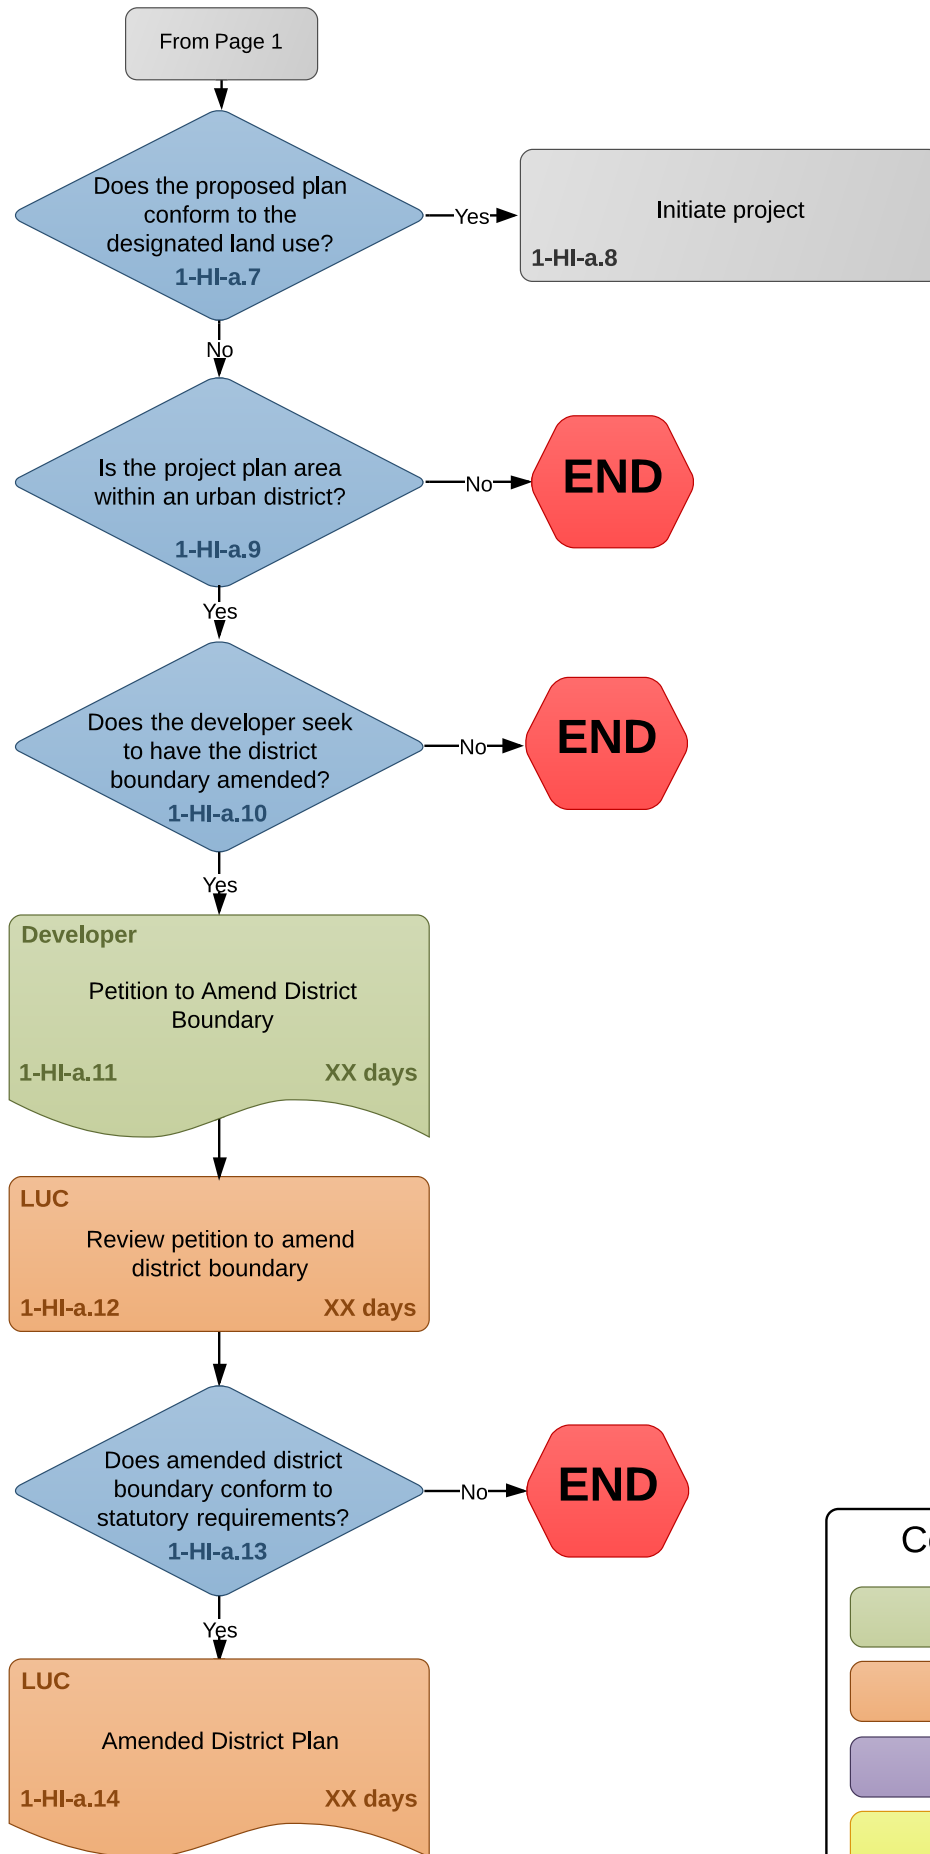 From Page 1
Does the proposed plan
conform to the
designated land use?
1-HI-a.7
Yes
Initiate project
1-HI-a.8
No
Is the project plan area
within an urban district?
1-HI-a.9
No
END
Yes
Does the developer seek
to have the district
boundary amended?
1-HI-a.10
No
END
Yes
Developer
Petition to Amend District
Boundary
1-HI-a.11 XX days
LUC
Review petition to amend
district boundary
1-HI-a.12 XX days
Does amended district
boundary conform to
statutory requirements?
1-HI-a.13
No
END
Yes
LUC
Amended District Plan
1-HI-a.14 XX days